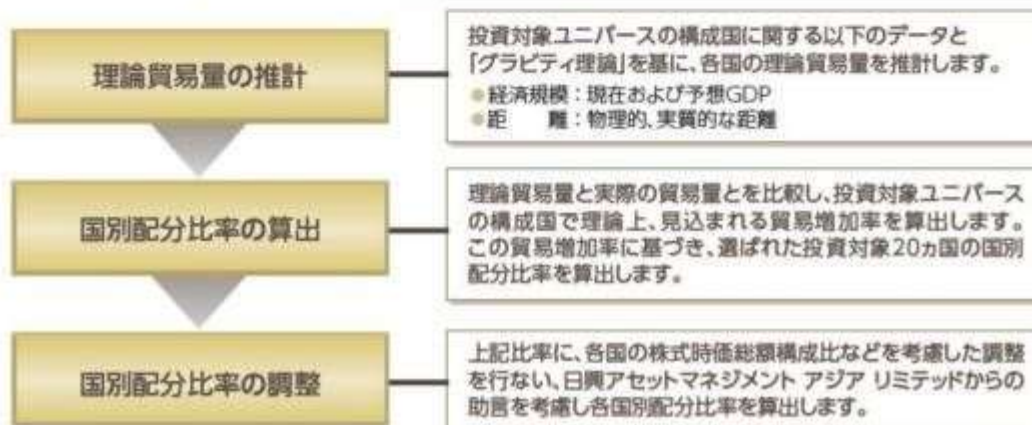 理論貿易量の推計
投資対象ユニバースの構成国に関する以下のデータと
「グラビティ理論」を基に、各国の理論貿易量を推計します。
●経済規模：現在および予想GDP
●距　　離：物理的、実質的な距離
国別配分比率の算出
理論貿易量と実際の貿易量とを比較し、投資対象ユニバース
の構成国で理論上、見込まれる貿易増加率を算出します。
この貿易増加率に基づき、選ばれた投資対象20ヵ国の国別
配分比率を算出します。
国別配分比率の調整
上記比率に、各国の株式時価総額構成比などを考慮した調整
を行ない、日興アセットマネジメント アジア リミテッドからの
助言を考慮し各国別配分比率を算出します。